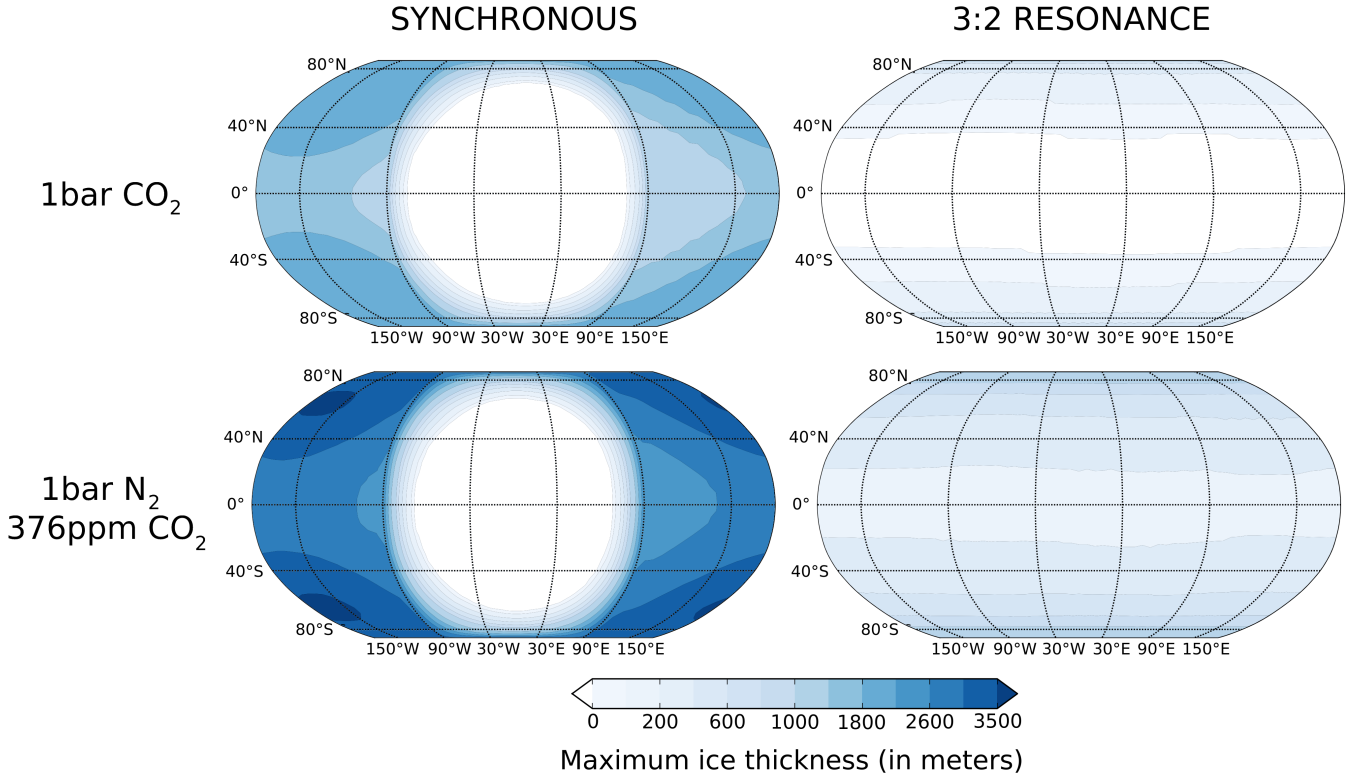 SYNCHRONOUS 3:2 RESONANCE
80°N 80°N
40°N 40°N
1bar CO₂ 0° 0°
40°S 40°S
80°S 80°S
150°W 90°W 30°W 30°E 90°E 150°E 150°W 90°W 30°W 30°E 90°E 150°E
80°N 80°N
40°N 40°N
1bar N₂
0° 0°
376ppm CO₂
40°S 40°S
80°S 80°S
150°W 90°W 30°W 30°E 90°E 150°E 150°W 90°W 30°W 30°E 90°E 150°E
0 200 600 1000 1800 2600 3500
Maximum ice thickness (in meters)